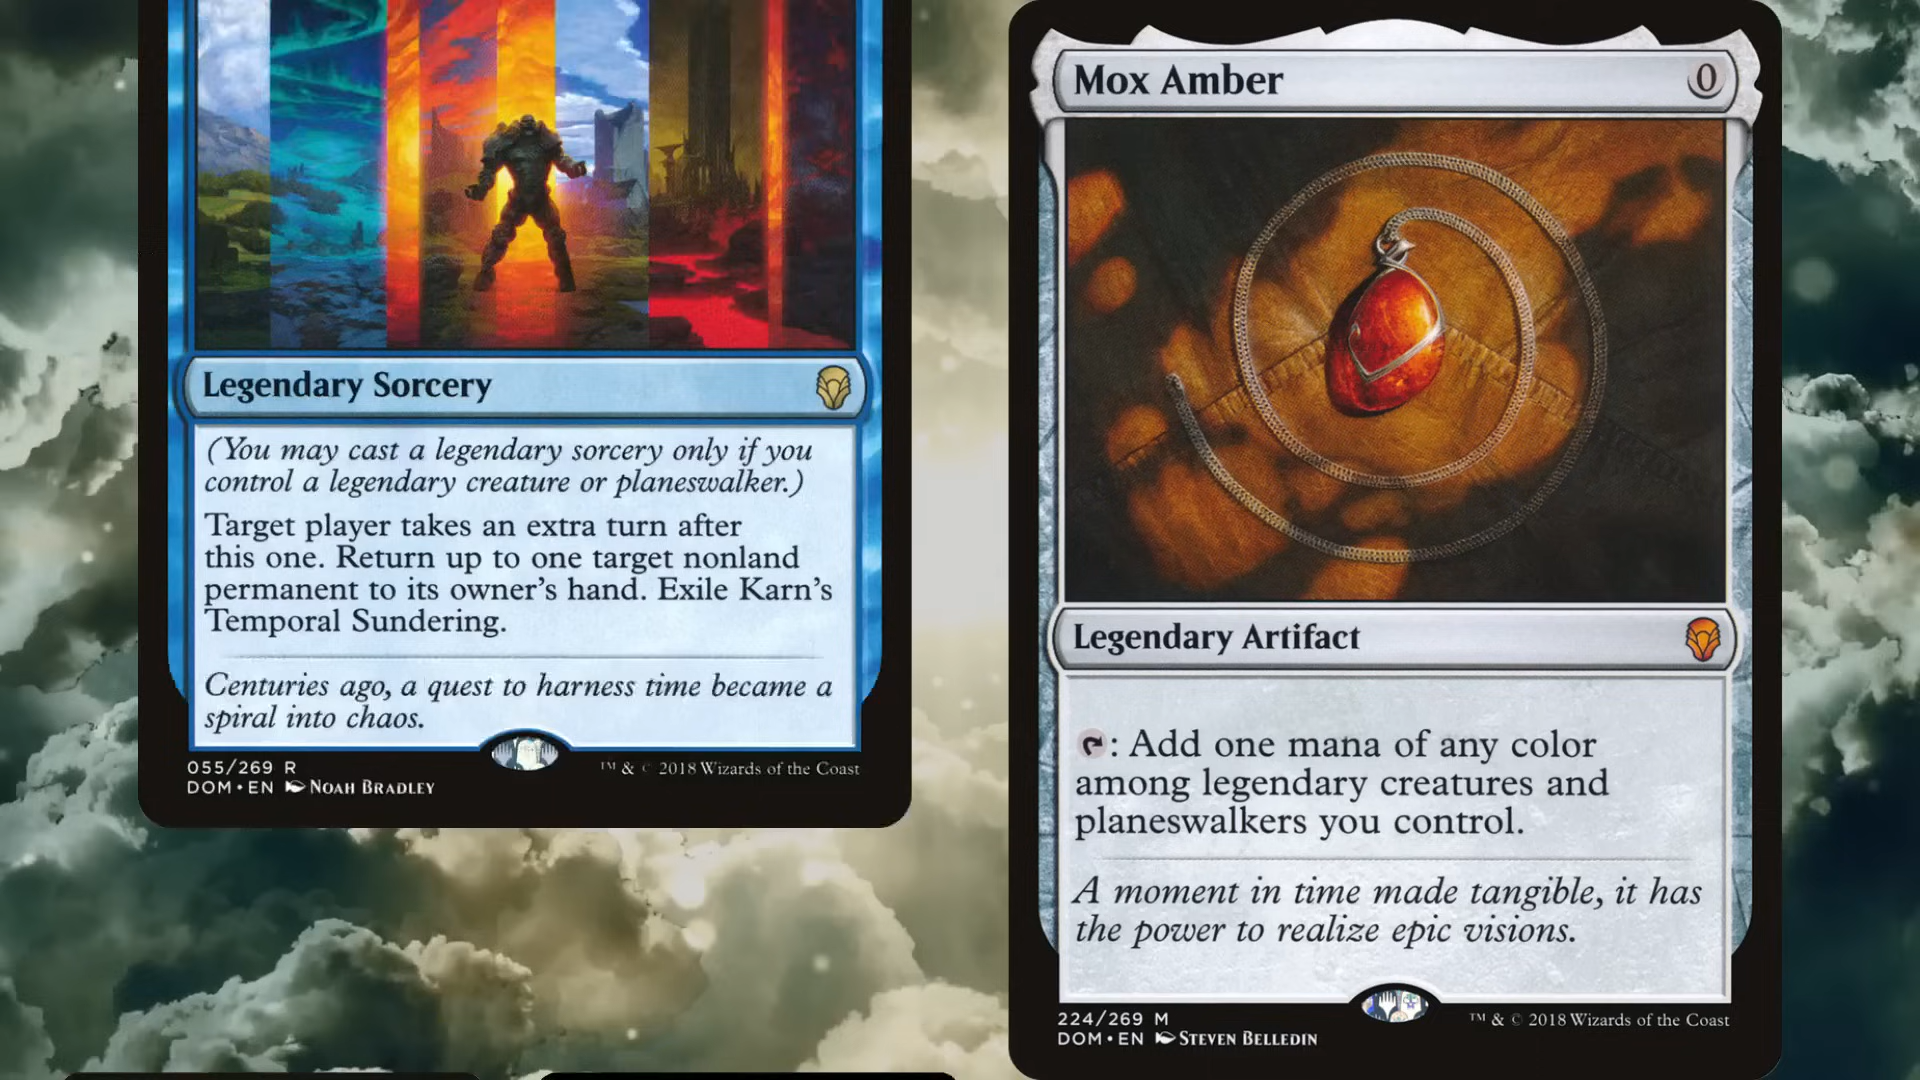 Legendary Sorcery
(You may cast a legendary sorcery only if you
control a legendary creature or planeswalker.)
Target player takes an extra turn after
this one. Return up to one target nonland
permanent to its owner's hand. Exile Karn's
Temporal Sundering.
Centuries ago, a quest to harness time became a
spiral into chaos.
055/269 R
DOM • EN NOAH BRADLEY
™ & © 2018 Wizards of the Coast
Mox Amber 0
Legendary Artifact
: Add one mana of any color
among legendary creatures and
planeswalkers you control.
A moment in time made tangible, it has
the power to realize epic visions.
224/269 M
DOM • EN STEVEN BELLEDIN
™ & © 2018 Wizards of the Coast